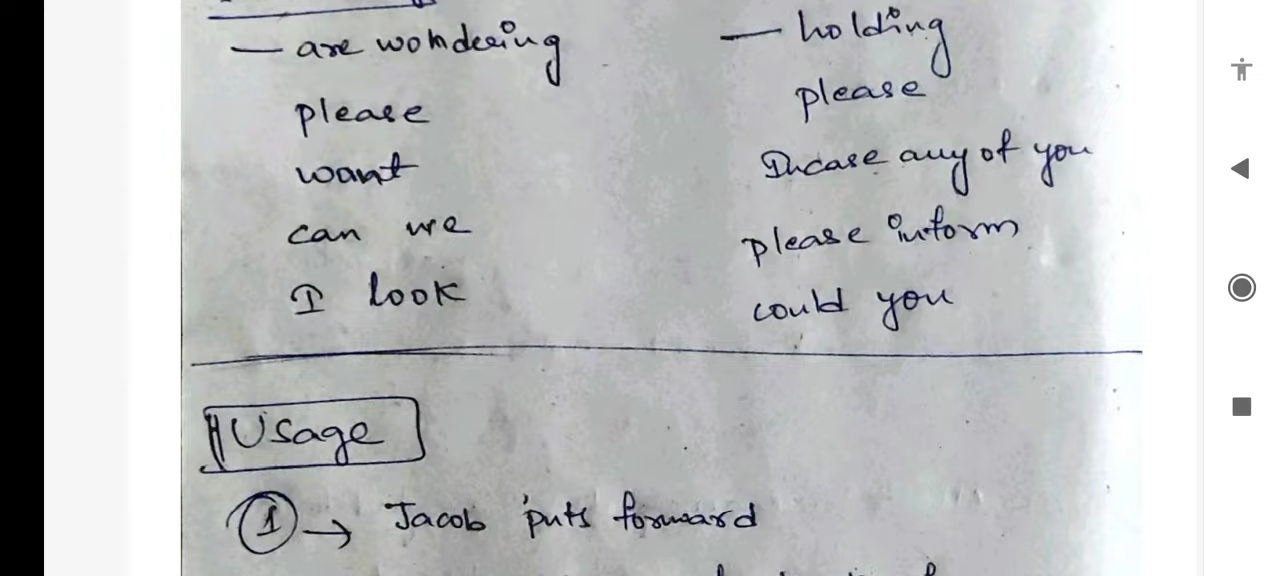 — are wondering
please
want
can we
I look
— holding
please
Incase any of you
please inform
could you
Usage
1 → Jacob puts forward